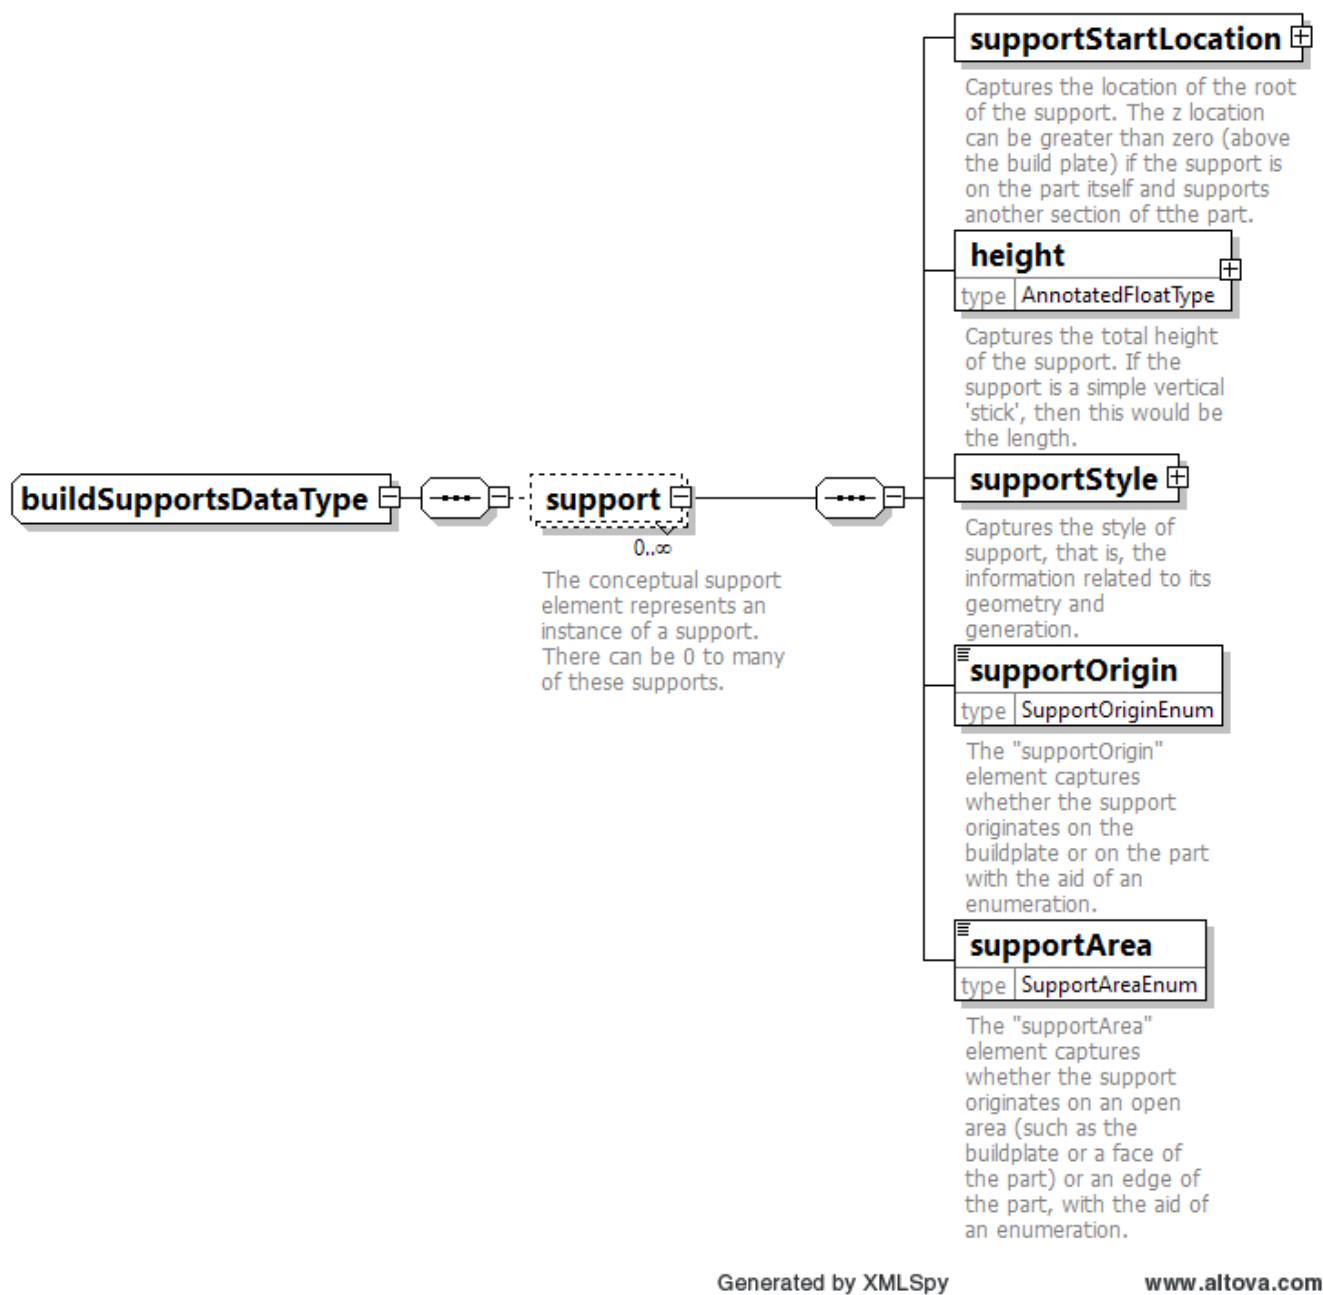 supportStartLocation
Captures the location of the root
of the support. The z location
can be greater than zero (above
the build plate) if the support is
on the part itself and supports
another section of tthe part.
height
type AnnotatedFloatType
Captures the total height
of the support. If the
support is a simple vertical
'stick', then this would be
the length.
buildSupportsDataType
support
0..∞
The conceptual support
element represents an
instance of a support.
There can be 0 to many
of these supports.
supportStyle
Captures the style of
support, that is, the
information related to its
geometry and
generation.
supportOrigin
type SupportOriginEnum
The "supportOrigin"
element captures
whether the support
originates on the
buildplate or on the part
with the aid of an
enumeration.
supportArea
type SupportAreaEnum
The "supportArea"
element captures
whether the support
originates on an open
area (such as the
buildplate or a face of
the part) or an edge of
the part, with the aid of
an enumeration.
Generated by XMLSpy
www.altova.com